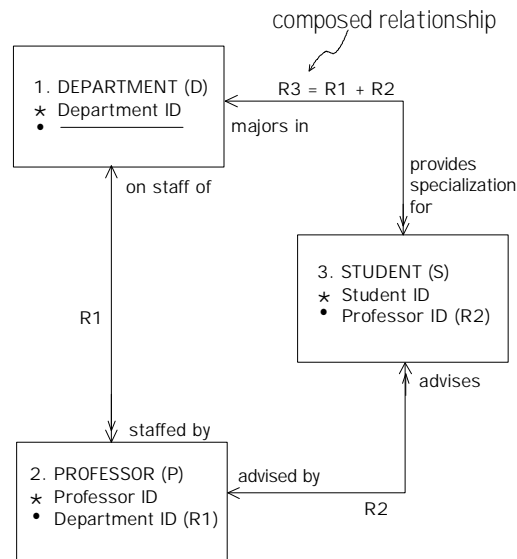 composed relationship
1. DEPARTMENT (D)
* Department ID
•
R3 = R1 + R2
majors in
on staff of
provides
specialization
for
3. STUDENT (S)
* Student ID
• Professor ID (R2)
R1
advises
staffed by
2. PROFESSOR (P)
* Professor ID
• Department ID (R1)
advised by
R2